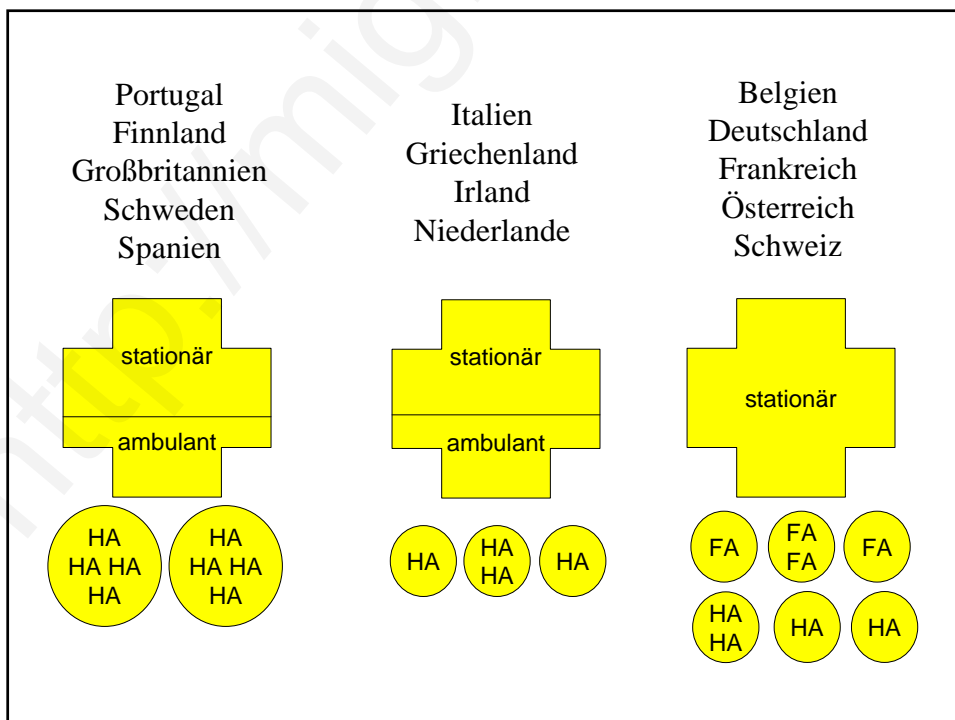 http://mig
Portugal
Finnland
Großbritannien
Schweden
Spanien
stationär
ambulant
HA
HA HA
HA
HA
HA HA
HA
Italien
Griechenland
Irland
Niederlande
stationär
ambulant
HA
HA
HA
HA
Belgien
Deutschland
Frankreich
Österreich
Schweiz
stationär
FA
FA
FA
FA
HA
HA
HA
HA